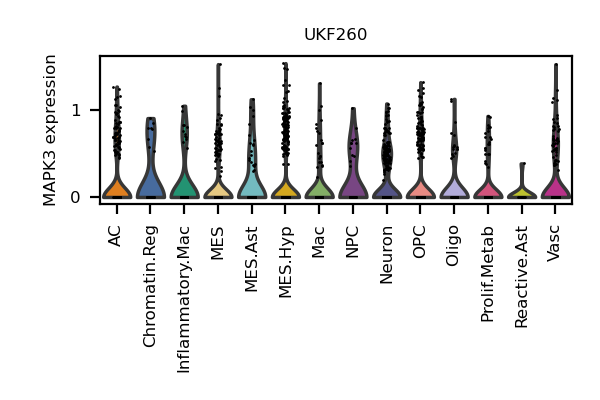 UKF260
MAPK3 expression
1
0
AC
Chromatin.Reg
Inflammatory.Mac
MES
MES.Ast
MES.Hyp
Mac
NPC
Neuron
OPC
Oligo
Prolif.Metab
Reactive.Ast
Vasc